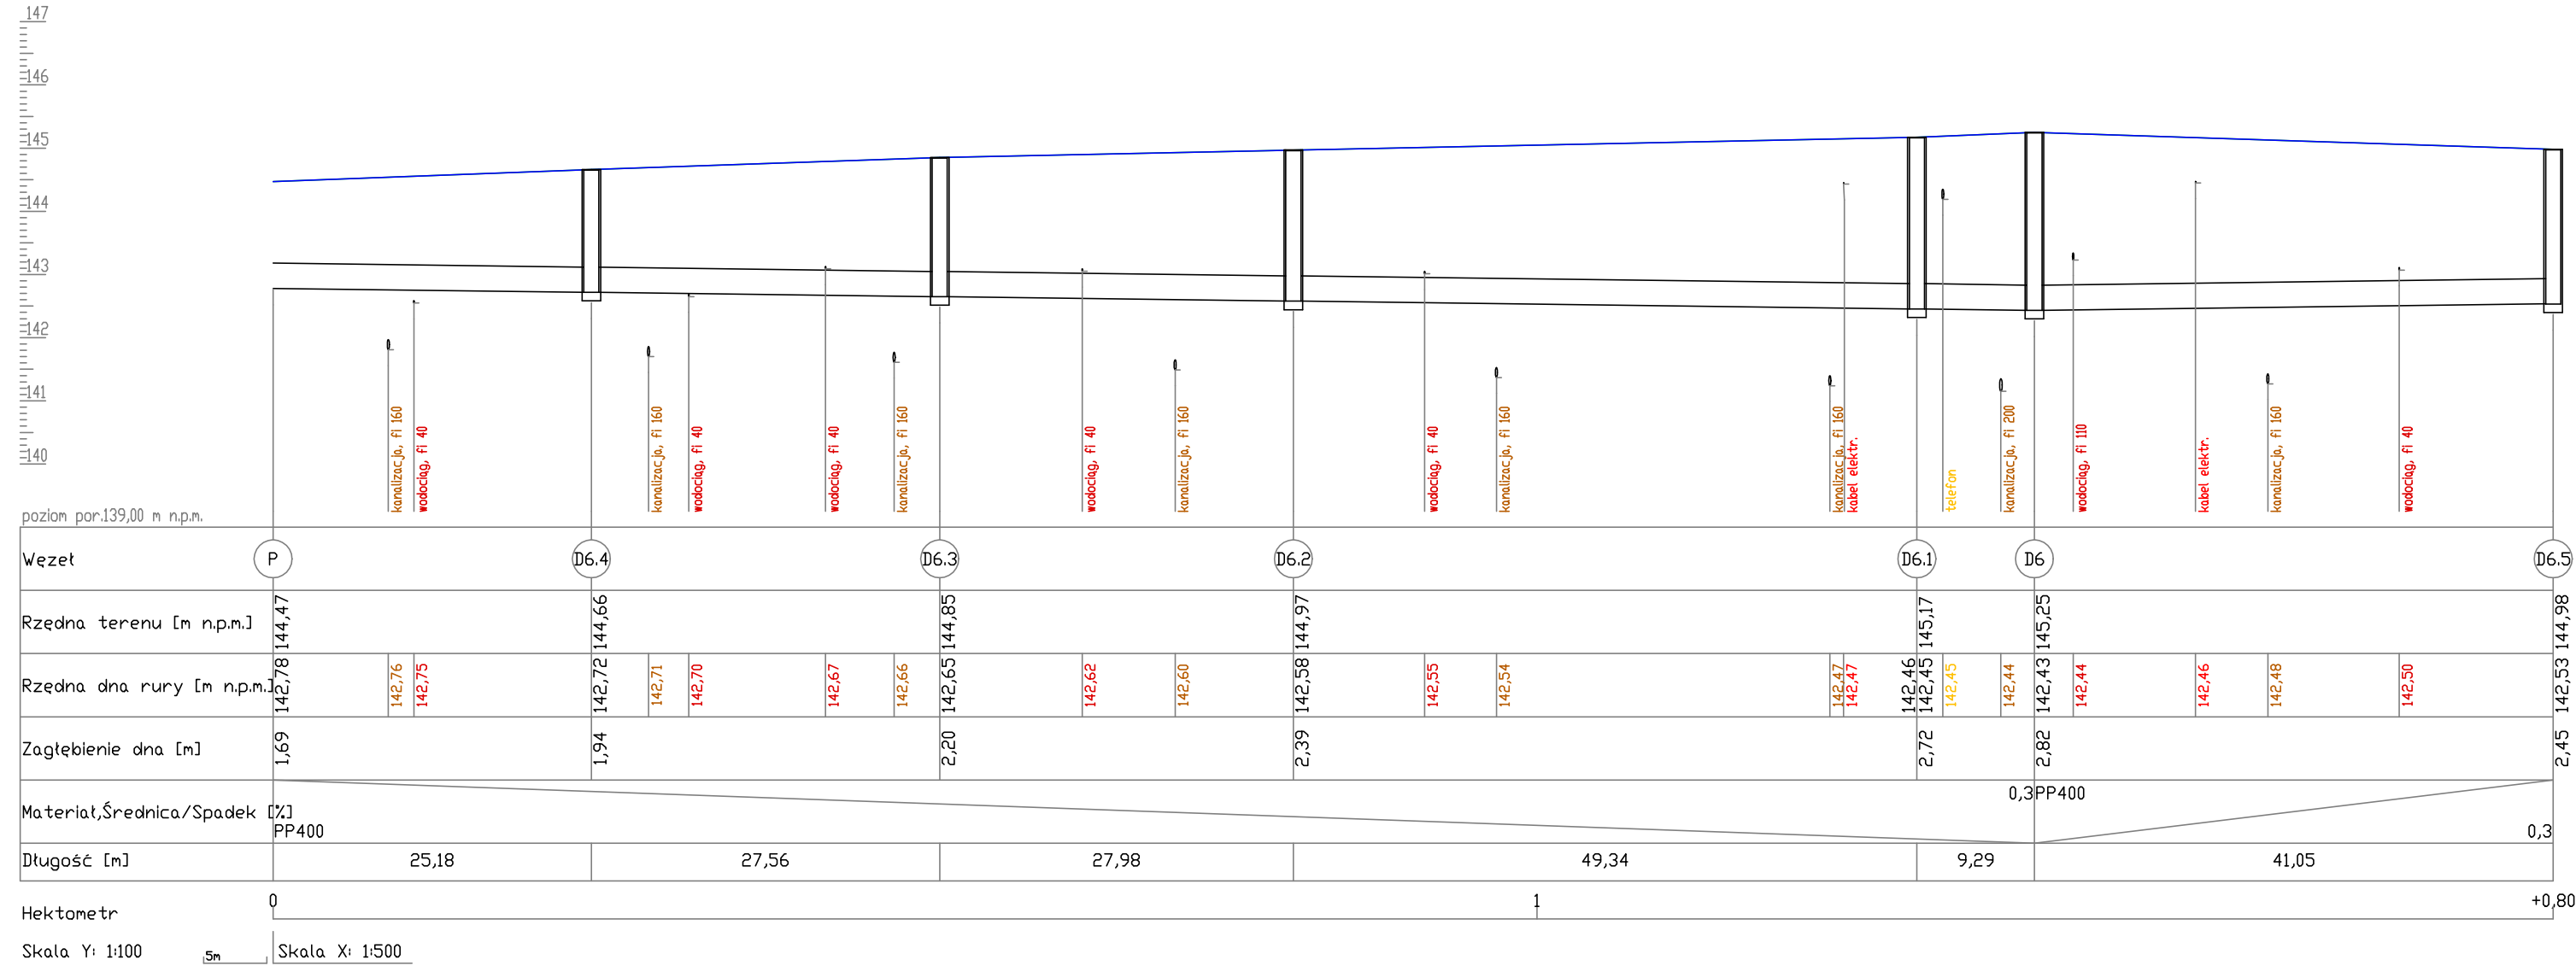 147
146
145
144
143
142
141
140
poziom por.139,00 m n.p.m.
kanalizacja, fi 160
wodociąg, fi 40
kanalizacja, fi 160
wodociąg, fi 40
wodociąg, fi 40
kanalizacja, fi 160
wodociąg, fi 40
kanalizacja, fi 160
wodociąg, fi 40
kanalizacja, fi 160
kanalizacja, fi 160
kabel elektr.
telefon
kanalizacja, fi 200
wodociąg, fi 110
kabel elektr.
kanalizacja, fi 160
wodociąg, fi 40
Węzeł P D6.4 D6.3 D6.2 D6.1 D6 D6.5
Rzędna terenu [m n.p.m.] 144,47 144,66 144,85 144,97 145,17 145,25 144,98
Rzędna dna rury [m n.p.m.] 142,78 142,76 142,75 142,72 142,71 142,70 142,67 142,66 142,65 142,62 142,60 142,58 142,55 142,54 142,47 142,47 142,46 142,45 142,45 142,44 142,43 142,44 142,46 142,48 142,50 142,53
Zagłębienie dna [m] 1,69 1,94 2,20 2,39 2,72 2,82 2,45
Materiał,Średnica/Spadek [%] PP400 0,3 PP400 0,3
Długość [m] 25,18 27,56 27,98 49,34 9,29 41,05
Hektometr 0 1 +0,80
Skala Y: 1:100 5m Skala X: 1:500